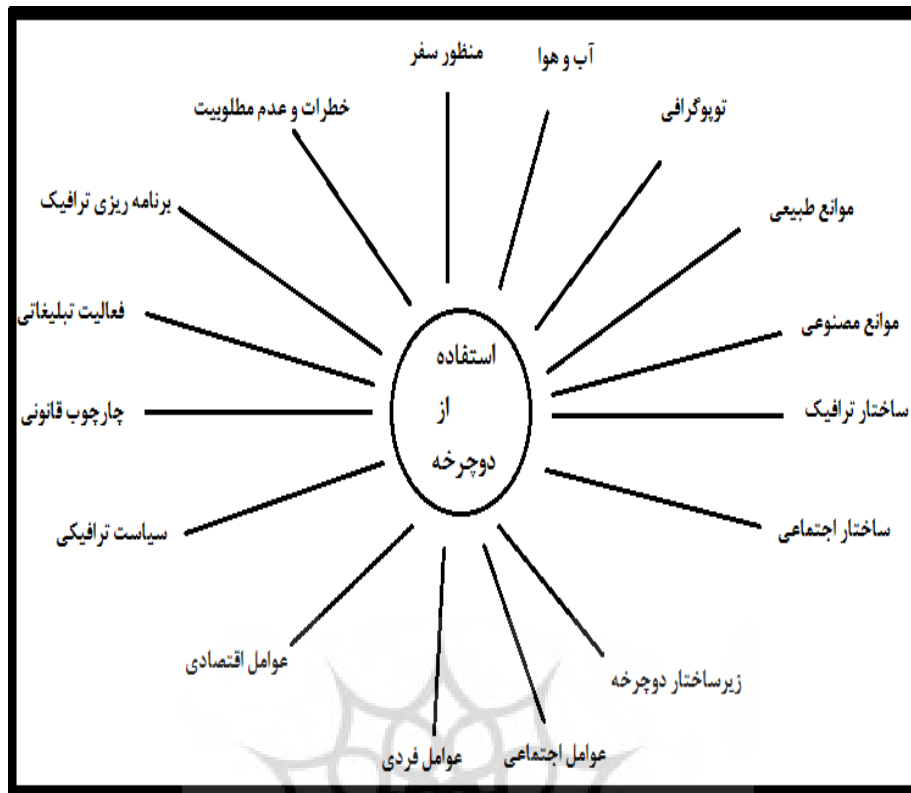 منظور سفر
آب و هوا
توپوگرافی
موانع طبیعی
موانع مصنوعی
ساختار ترافیک
ساختار اجتماعی
زیرساختار دوچرخه
عوامل اجتماعی
عوامل فردی
عوامل اقتصادی
سیاست ترافیکی
چارچوب قانونی
فعالیت تبلیغاتی
برنامه ریزی ترافیک
خطرات و عدم مطلوبیت
استفاده
از
دوچرخه